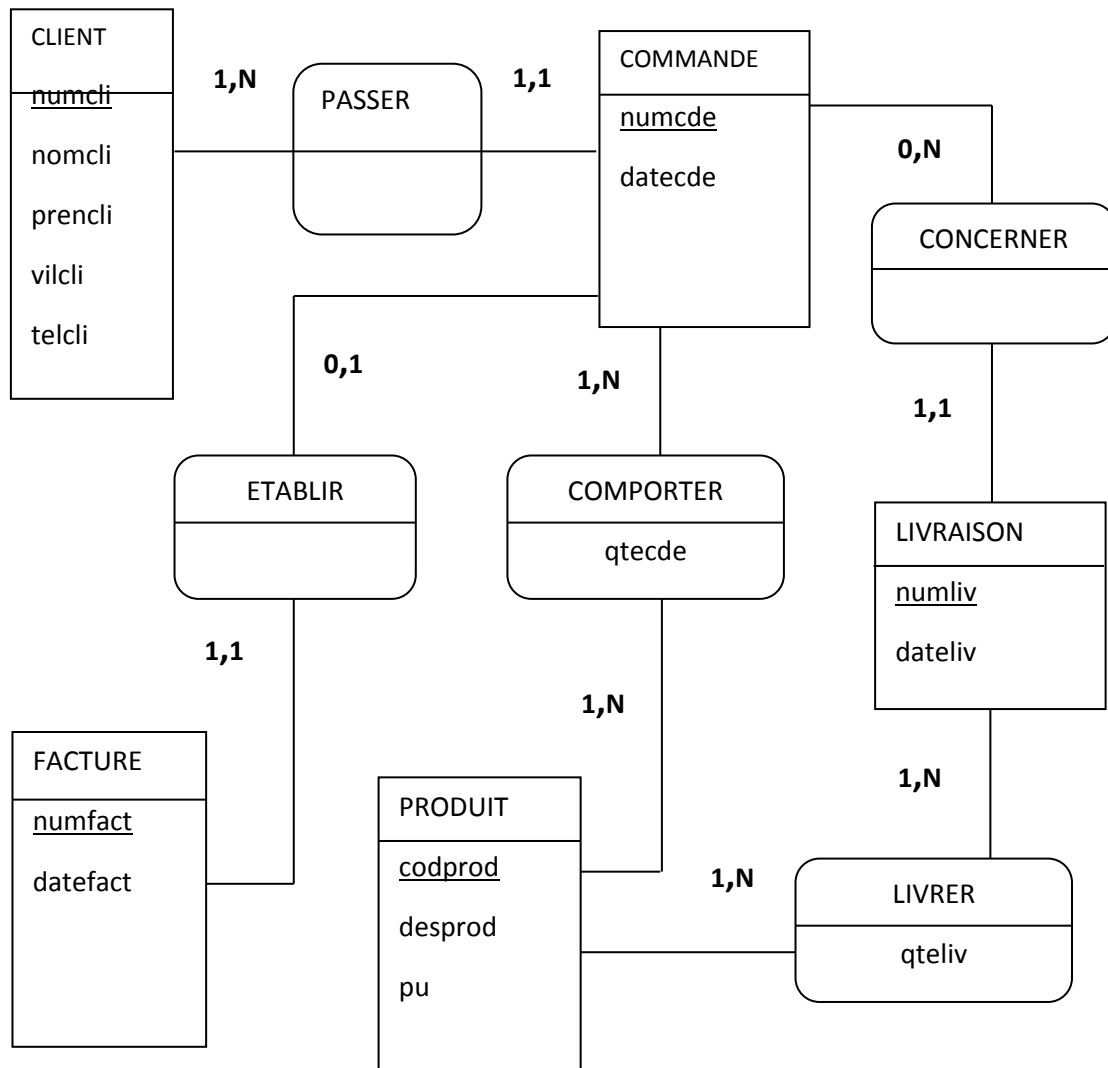 CLIENT
numcli
nomcli
prencli
vilcli
telcli
1,N
PASSER
1,1
COMMANDE
numcde
datecde
0,N
CONCERNER
1,1
0,1
1,N
ETABLIR
COMPORTER
qtecde
LIVRAISON
numliv
dateliv
1,1
1,N
1,N
FACTURE
numfact
datefact
PRODUIT
codprod
desprod
pu
1,N
LIVRER
qteliv